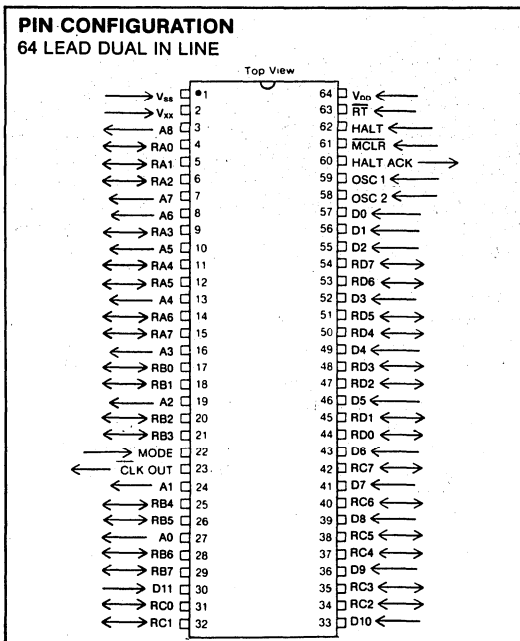 PIN CONFIGURATION
64 LEAD DUAL IN LINE
Top View
Vss 1 64 VDD
Vxx 2 63 RT
A8 3 62 HALT
RA0 4 61 MCLR
RA1 5 60 HALT ACK
RA2 6 59 OSC 1
A7 7 58 OSC 2
A6 8 57 D0
RA3 9 56 D1
A5 10 55 D2
RA4 11 54 RD7
RA5 12 53 RD6
A4 13 52 D3
RA6 14 51 RD5
RA7 15 50 RD4
A3 16 49 D4
RB0 17 48 RD3
RB1 18 47 RD2
A2 19 46 D5
RB2 20 45 RD1
RB3 21 44 RD0
MODE 22 43 D6
CLK OUT 23 42 RC7
A1 24 41 D7
RB4 25 40 RC6
RB5 26 39 D8
A0 27 38 RC5
RB6 28 37 RC4
RB7 29 36 D9
D11 30 35 RC3
RC0 31 34 RC2
RC1 32 33 D10